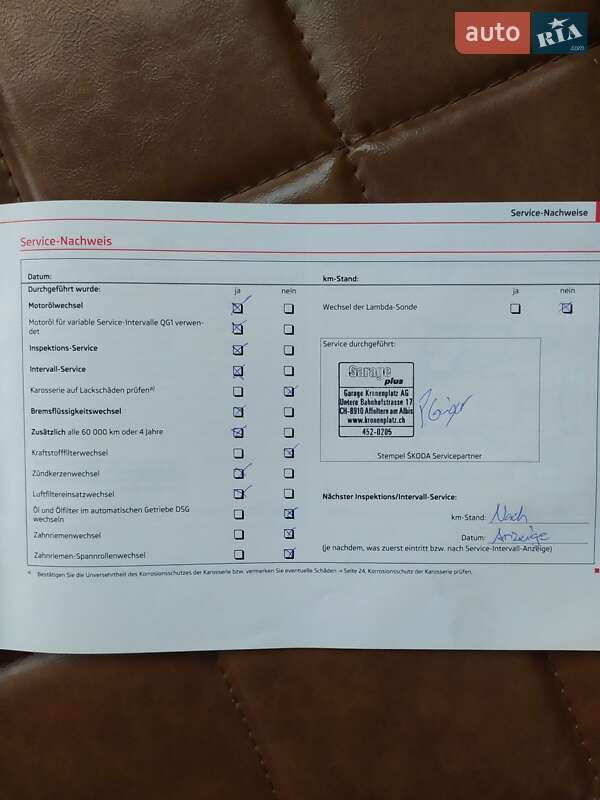 auto RIA .com
Service-Nachweise
Service-Nachweis
Datum:
km-Stand:
Durchgeführt wurde: ja nein
ja nein
Motorölwechsel
Wechsel der Lambda-Sonde
Motoröl für variable Service-Intervalle QG1 verwen-
det
Inspektions-Service
Intervall-Service
Karosserie auf Lackschäden prüfen a)
Bremsflüssigkeitswechsel
Zusätzlich alle 60 000 km oder 4 Jahre
Kraftstofffilterwechsel
Zündkerzenwechsel
Luftfiltereinsatzwechsel
Öl und Ölfilter im automatischen Getriebe DSG
wechseln
Zahnriemenwechsel
Zahnriemen-Spannrollenwechsel
Service durchgeführt:
Garage
plus
Garage Kronenplatz AG
Untere Bahnhofstrasse 17
CH-8910 Affoltern am Albis
www.kronenplatz.ch
452-0205
Stempel ŠKODA Servicepartner
Nächster Inspektions/Intervall-Service:
km-Stand: Nach
Datum: Anzeige
(je nachdem, was zuerst eintritt bzw. nach Service-Intervall-Anzeige)
a) Bestätigen Sie die Unversehrtheit des Korrosionsschutzes der Karosserie bzw. vermerken Sie eventuelle Schäden → Seite 24, Korrosionsschutz der Karosserie prüfen.